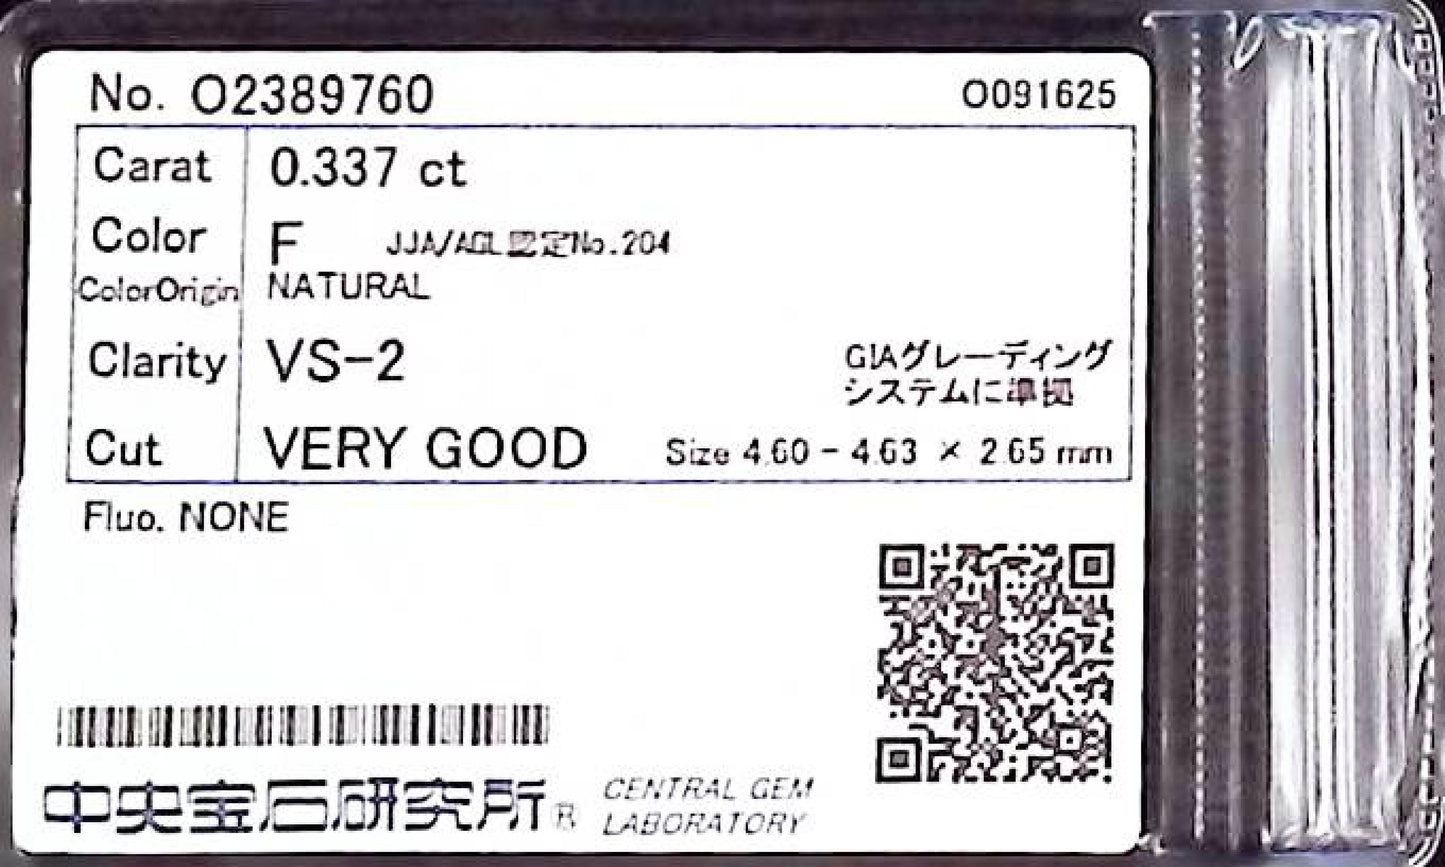 No. O2389760 O091625
Carat 0.337 ct
Color F JJA/AGL認定No.204
ColorOrigin NATURAL
Clarity VS-2 GIAグレーディング
システムに準拠
Cut VERY GOOD Size 4.60 - 4.63 × 2.65 mm
Fluo. NONE
中央宝石研究所® CENTRAL GEM
LABORATORY